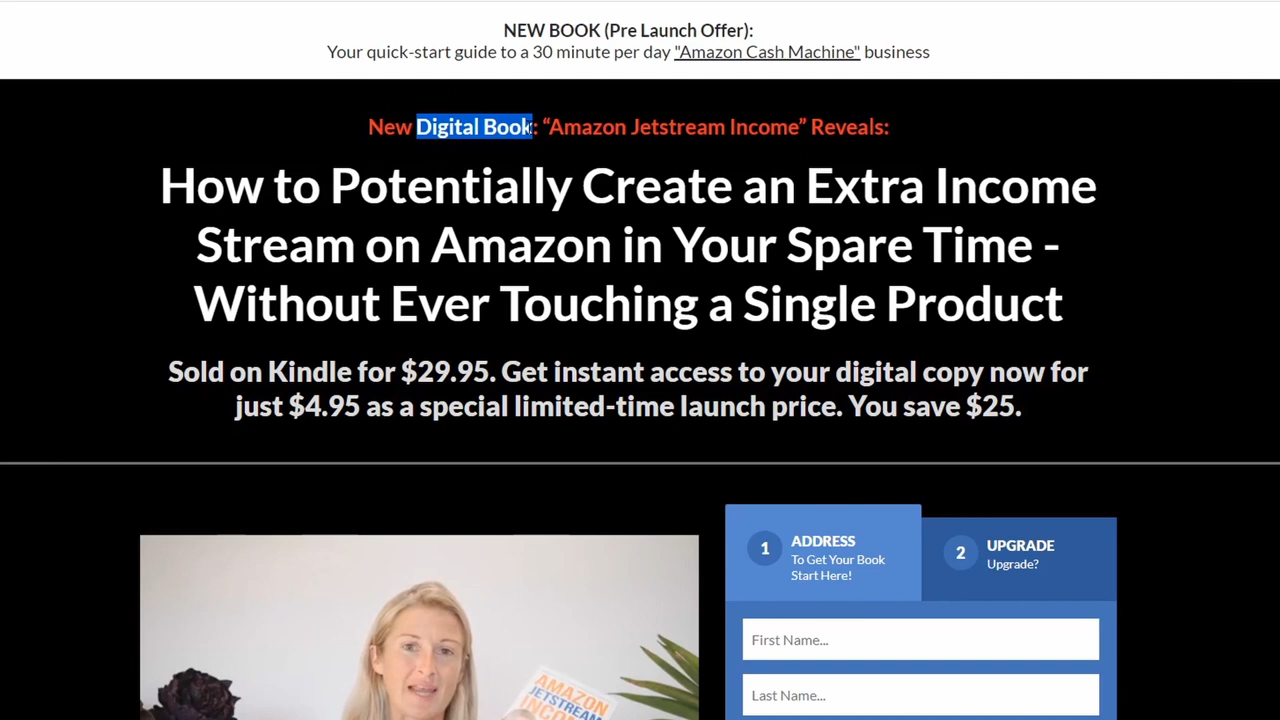 NEW BOOK (Pre Launch Offer):
Your quick-start guide to a 30 minute per day "Amazon Cash Machine" business
New Digital Book: “Amazon Jetstream Income” Reveals:
How to Potentially Create an Extra Income
Stream on Amazon in Your Spare Time -
Without Ever Touching a Single Product
Sold on Kindle for $29.95. Get instant access to your digital copy now for
just $4.95 as a special limited-time launch price. You save $25.
1
ADDRESS
To Get Your Book
Start Here!
2
UPGRADE
Upgrade?
First Name...
Last Name...
AMAZON
JETSTREAM
INCOME